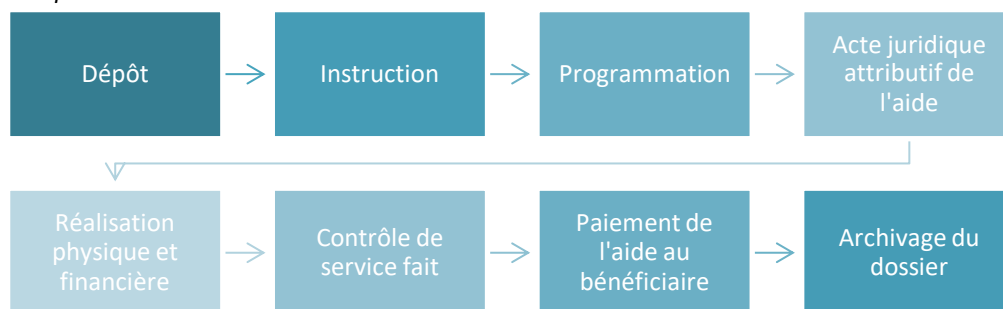 Dépôt
Instruction
Programmation
Acte juridique
attributif de
l'aide
Réalisation
physique et
financière
Contrôle de
service fait
Paiement de
l'aide au
bénéficiaire
Archivage du
dossier